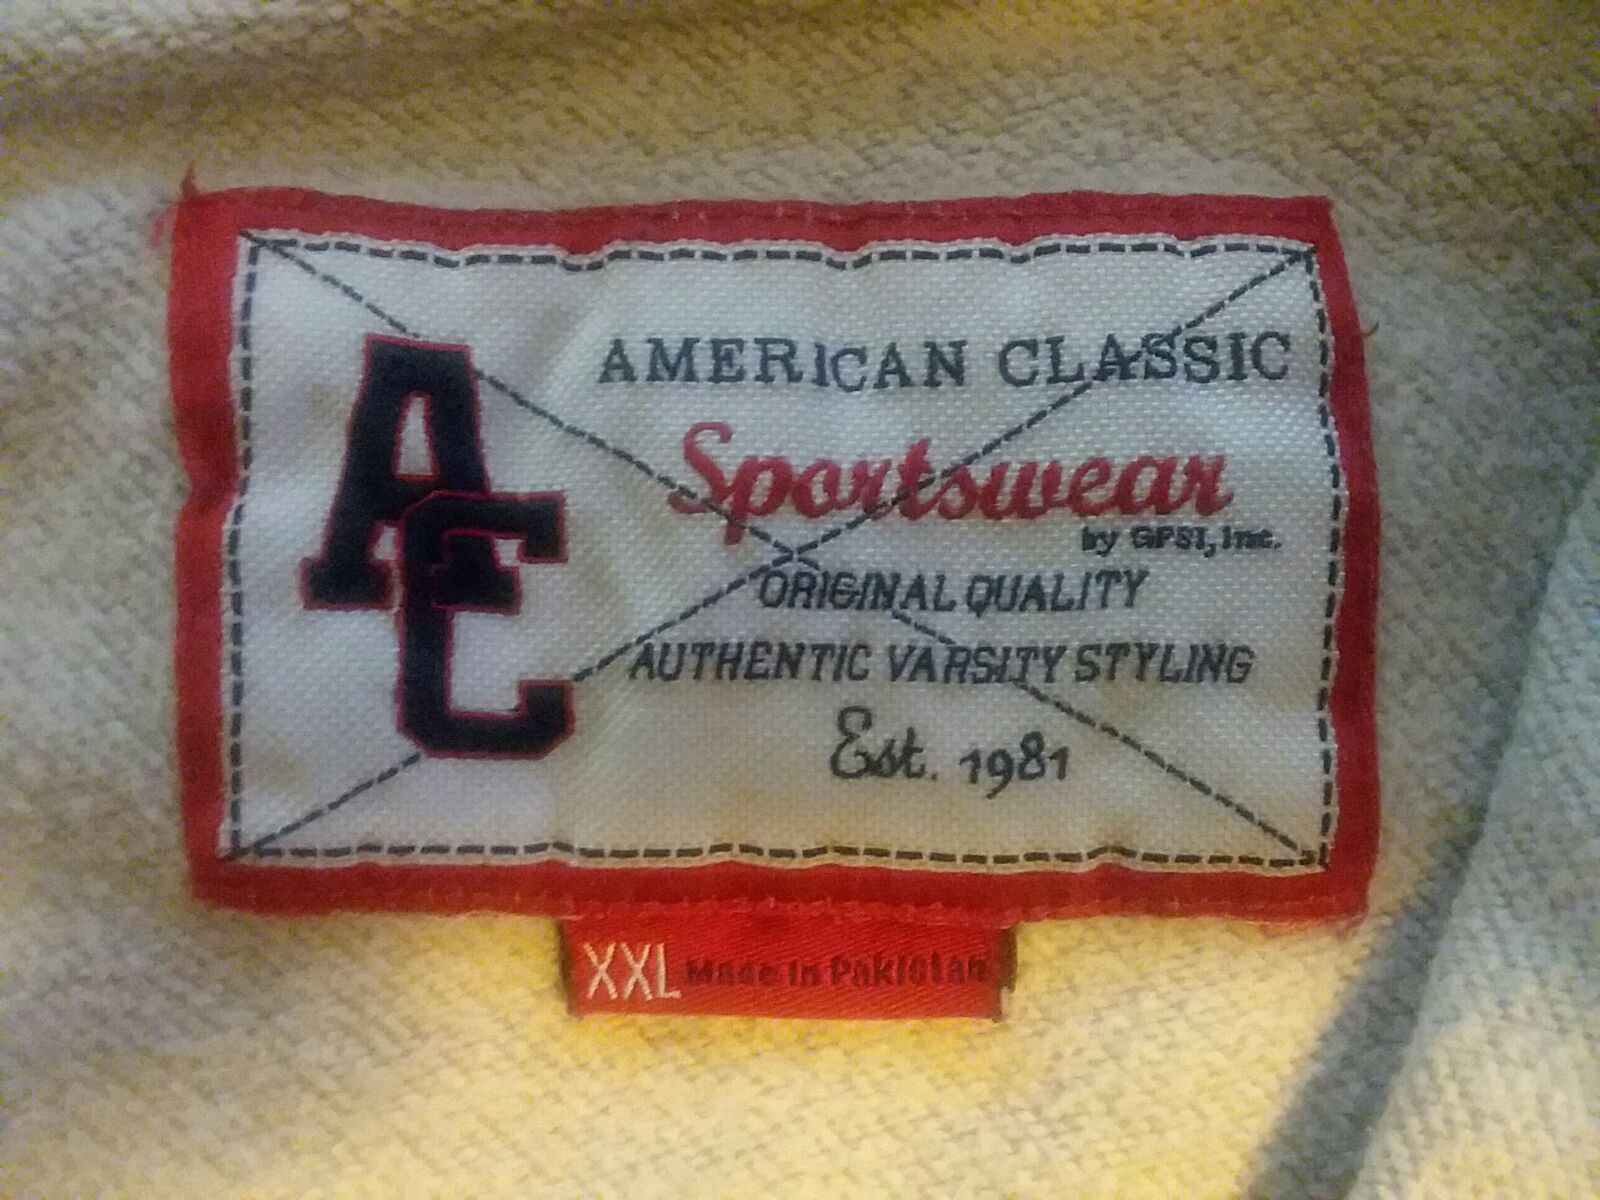 AC
AMERICAN CLASSIC
Sportswear
by GPSI, Inc.
ORIGINAL QUALITY
AUTHENTIC VARSITY STYLING
Est. 1981
XXL Made in Pakistan